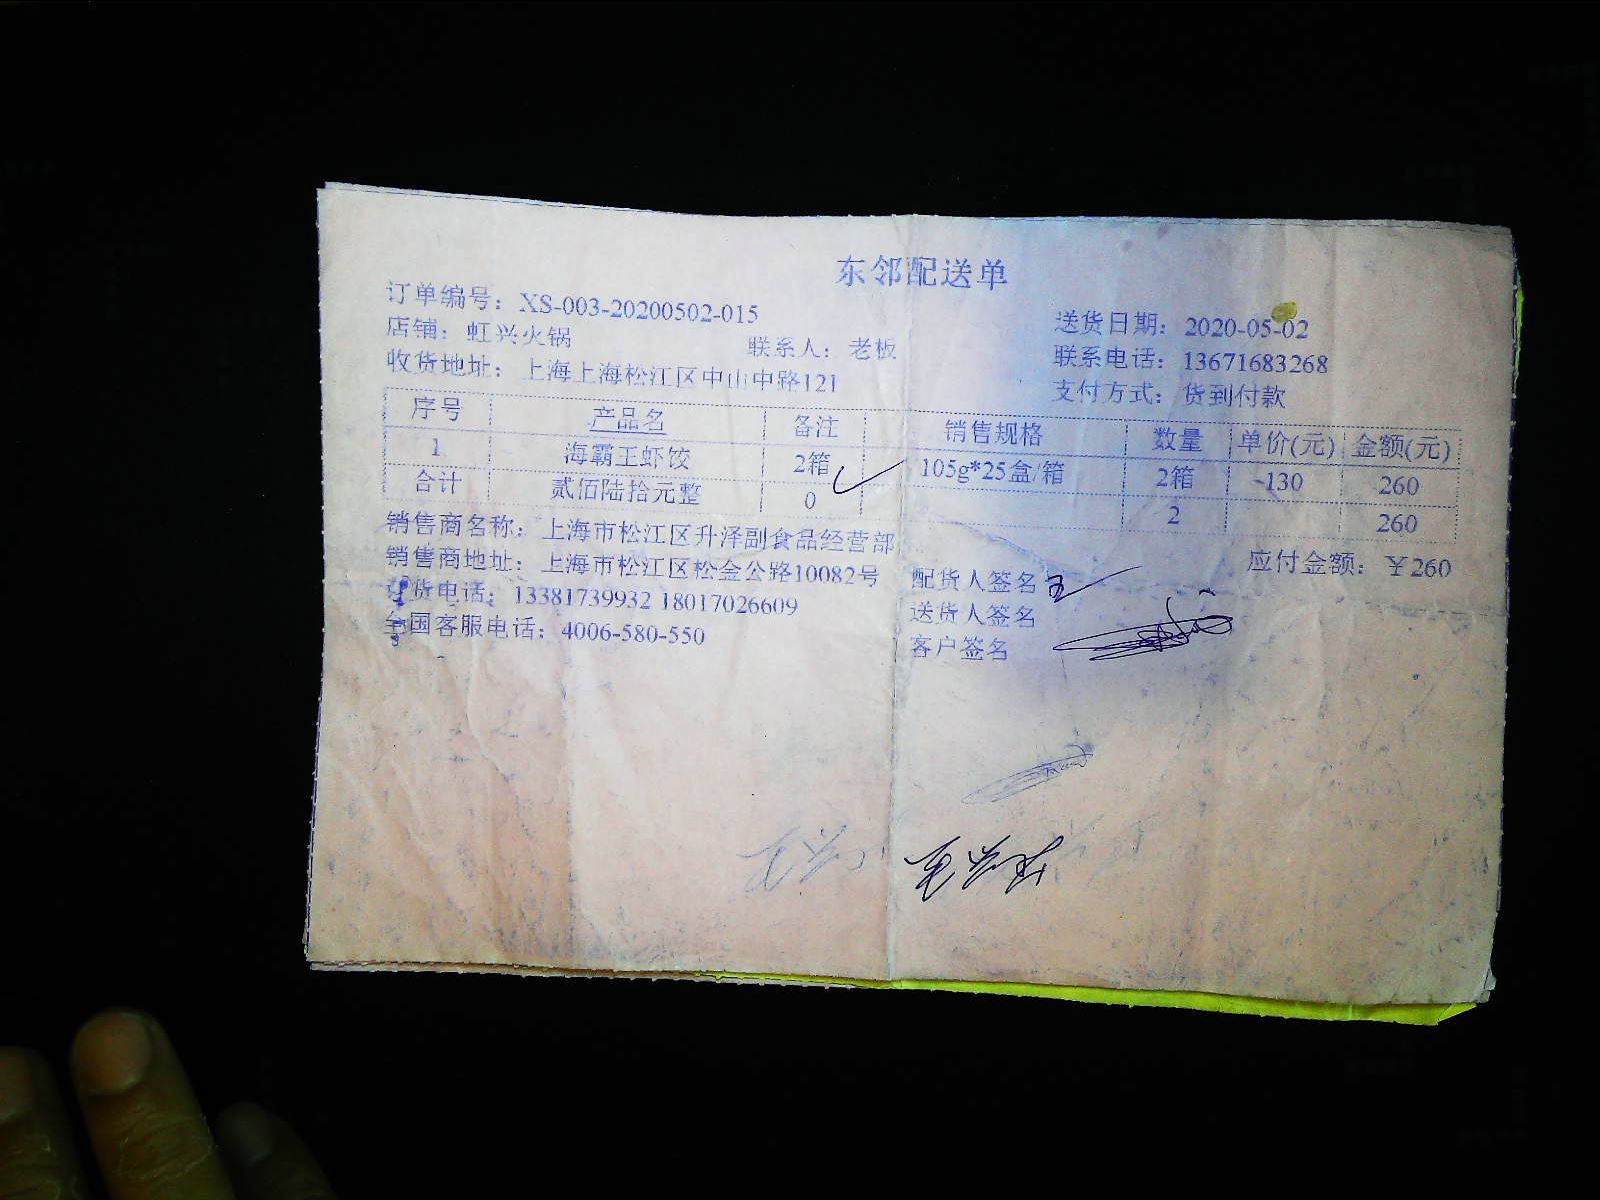 东邻配送单
订单编号：XS-003-20200502-015 送货日期：2020-05-02
店铺：虹兴火锅 联系人：老板 联系电话：13671683268
收货地址：上海上海松江区中山中路121 支付方式：货到付款
序号 产品名 备注 销售规格 数量 单价(元) 金额(元)
1 海霸王虾饺 2箱 105g*25盒/箱 2箱 130 260
合计 贰佰陆拾元整 0 2 260
销售商名称：上海市松江区升泽副食品经营部 应付金额：￥260
销售商地址：上海市松江区松金公路10082号 配货人签名
订货电话：13381739932 18017026609 送货人签名
全国客服电话：4006-580-550 客户签名